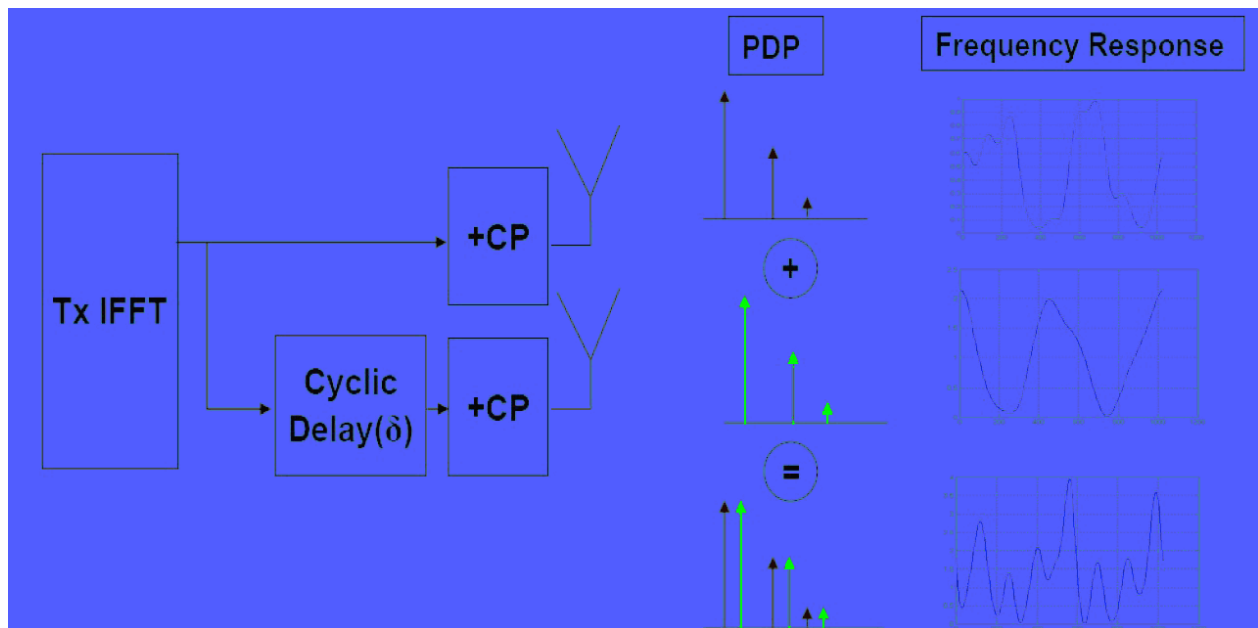 PDP
Frequency Response
Tx IFFT
+CP
Cyclic
Delay(δ)
+CP
+
=